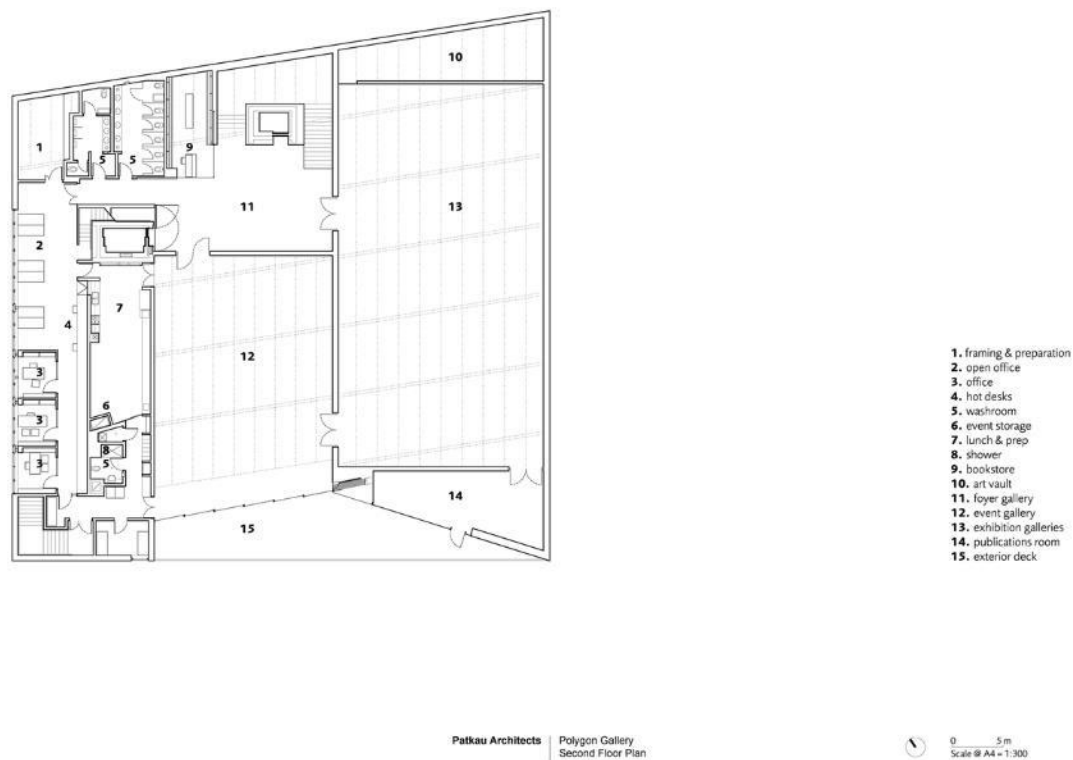 10
1
5
5
9
11
13
2
7
4
12
3
6
3
8
5
3
14
15
1. framing & preparation
2. open office
3. office
4. hot desks
5. washroom
6. event storage
7. lunch & prep
8. shower
9. bookstore
10. art vault
11. foyer gallery
12. event gallery
13. exhibition galleries
14. publications room
15. exterior deck
Patkau Architects
Polygon Gallery
Second Floor Plan
0 5 m
Scale @ A4 = 1:300